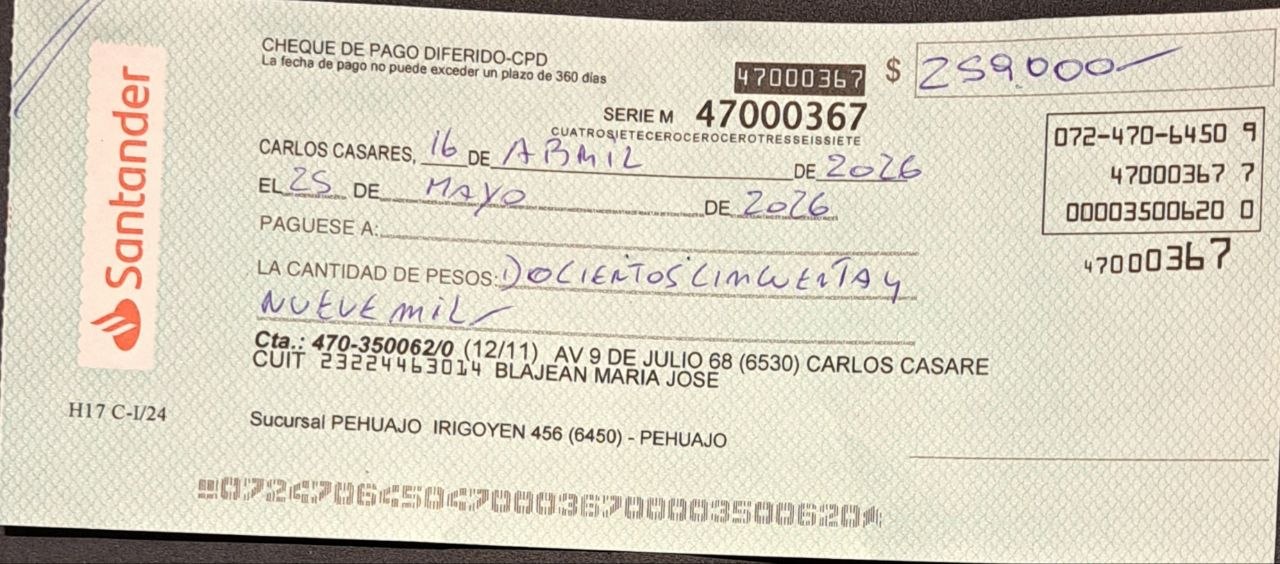 Santander
CHEQUE DE PAGO DIFERIDO-CPD
La fecha de pago no puede exceder un plazo de 360 días
47000367
$ 259.000
SERIE M 47000367
CUATROSIETECEROCEROCEROTRESSEISSIETE
072-470-6450 9
47000367 7
00003500620 0
47000367
CARLOS CASARES, 16 DE ABRIL DE 2026
EL 25 DE MAYO DE 2026
PAGUESE A:
LA CANTIDAD DE PESOS: DOCIENTOS CINCUENTA Y
NUEVE MIL
Cta.: 470-350062/0 (12/11) AV 9 DE JULIO 68 (6530) CARLOS CASARE
CUIT 23224463014 BLAJEAN MARIA JOSE
H17 C-I/24
Sucursal PEHUAJO IRIGOYEN 456 (6450) - PEHUAJO
07247064504700036700003500620